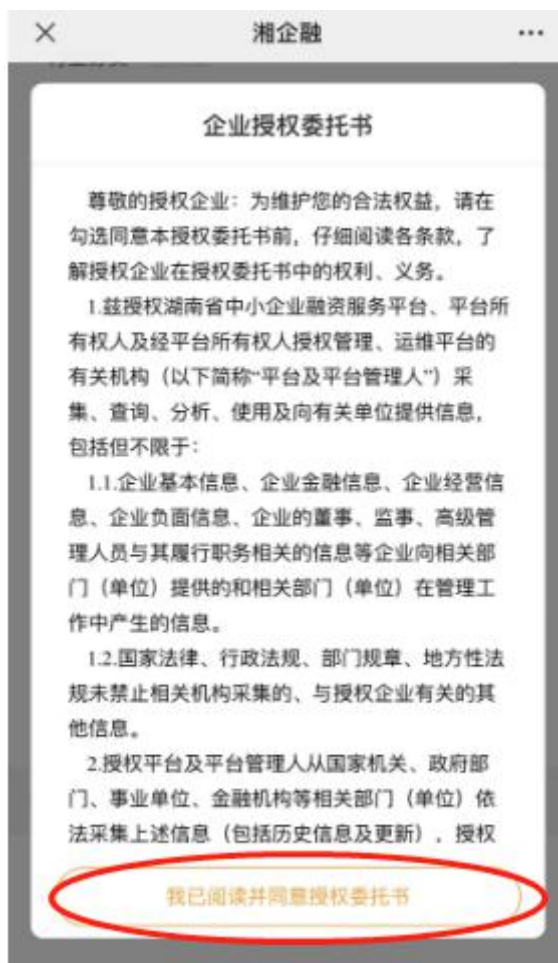 湘企融
企业授权委托书
尊敬的授权企业：为维护您的合法权益，请在
勾选同意本授权委托书前，仔细阅读各条款，了
解授权企业在授权委托书中的权利、义务。
1.兹授权湖南省中小企业融资服务平台、平台所
有权人及经平台所有权人授权管理、运维平台的
有关机构（以下简称“平台及平台管理人”）采
集、查询、分析、使用及向有关单位提供信息，
包括但不限于：
1.1.企业基本信息、企业金融信息、企业经营信
息、企业负面信息、企业的董事、监事、高级管
理人员与其履行职务相关的信息等企业向相关部
门（单位）提供的和相关部门（单位）在管理工
作中产生的信息。
1.2.国家法律、行政法规、部门规章、地方性法
规未禁止相关机构采集的、与授权企业有关的其
他信息。
2.授权平台及平台管理人从国家机关、政府部
门、事业单位、金融机构等相关部门（单位）依
法采集上述信息（包括历史信息及更新），授权
我已阅读并同意授权委托书